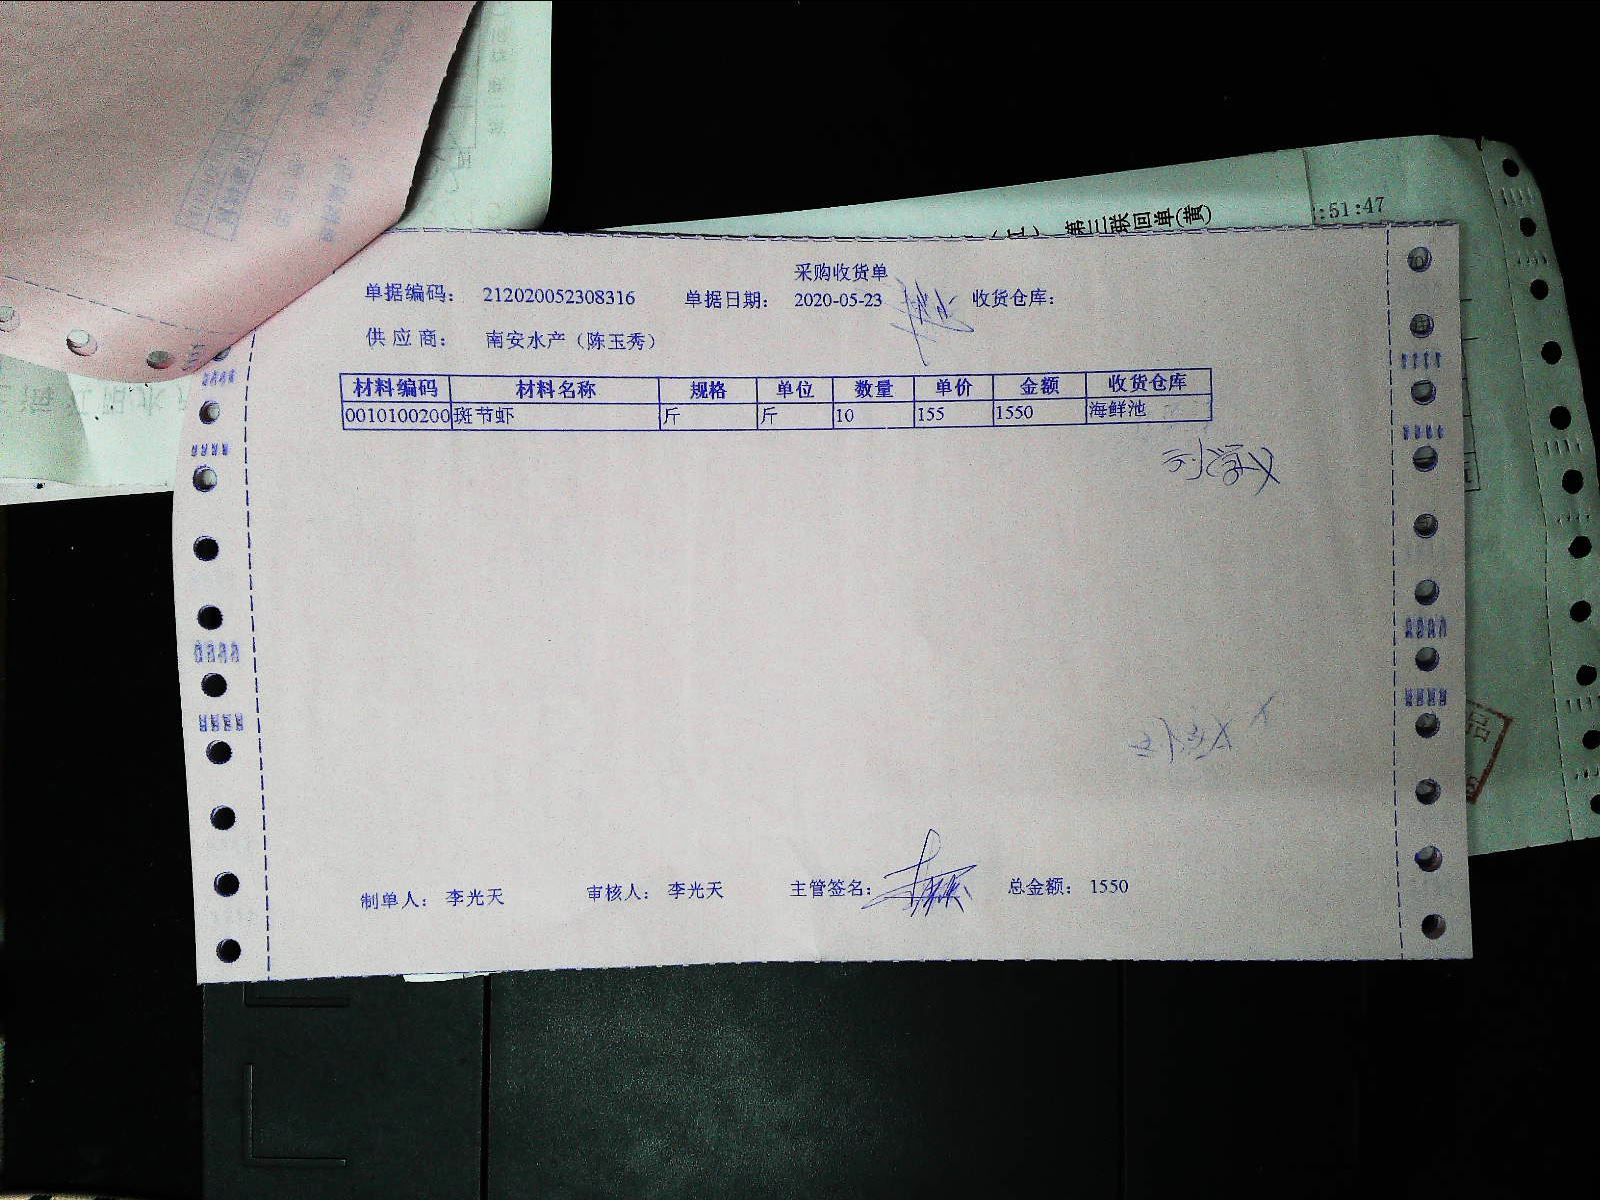 :51:47
第三联回单(黄)
采购收货单
单据编码： 212020052308316 单据日期： 2020-05-23 收货仓库：
供应商： 南安水产（陈玉秀）
材料编码 材料名称 规格 单位 数量 单价 金额 收货仓库
0010100200 斑节虾 斤 斤 10 155 1550 海鲜池
制单人： 李光天 审核人： 李光天 主管签名： 总金额： 1550